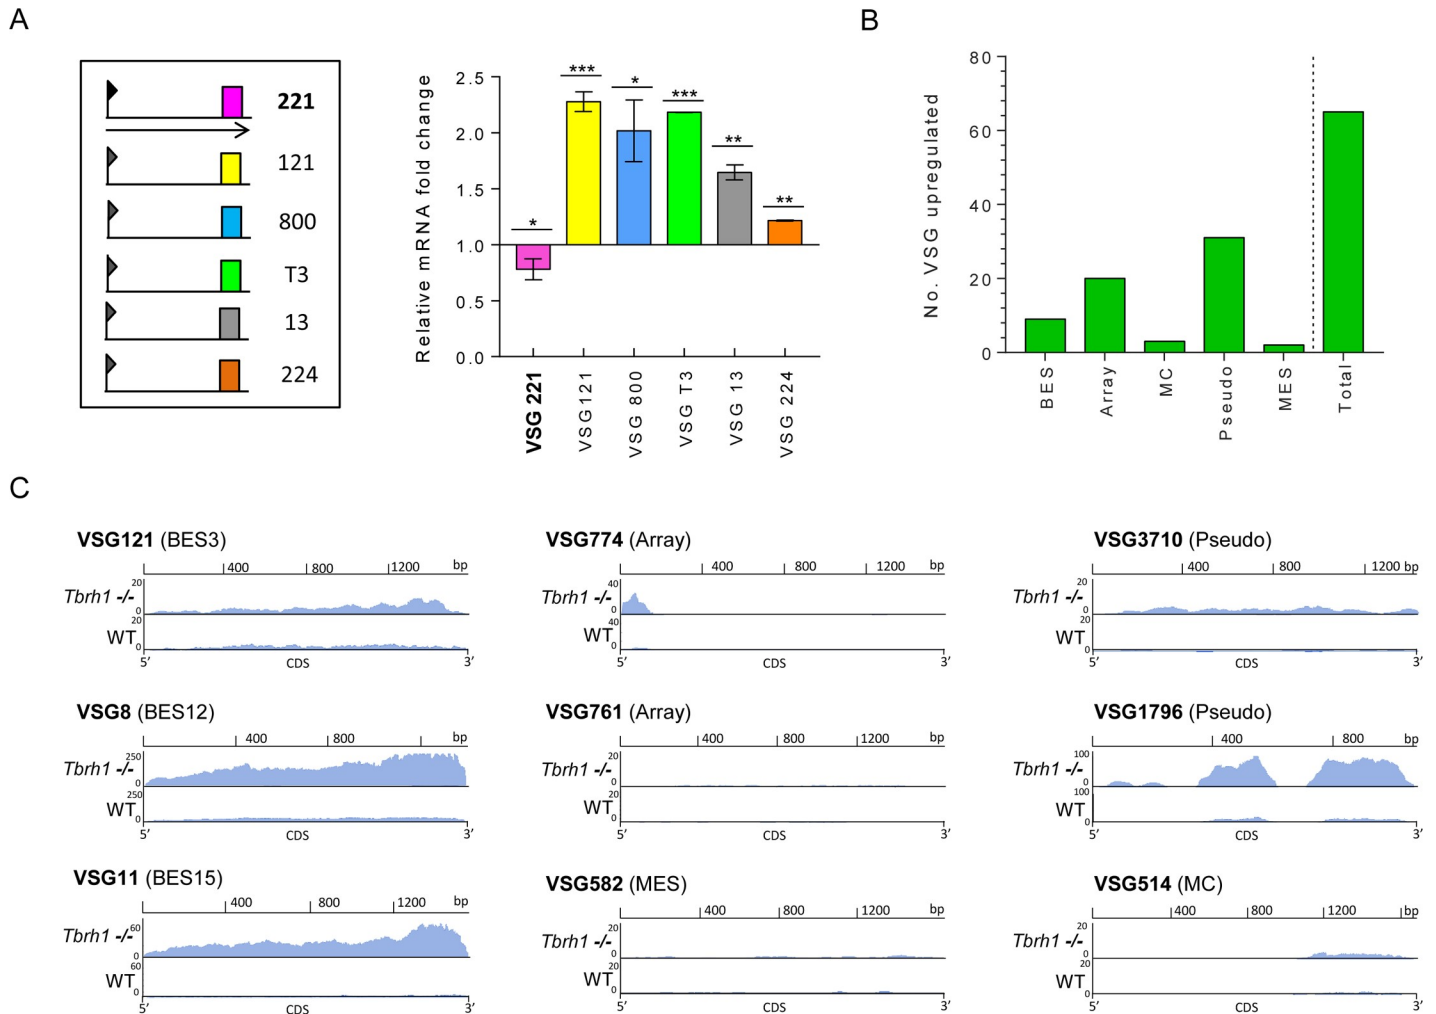 A
B
221
121
800
T3
13
224
Relative mRNA fold change
2.5
2.0
1.5
1.0
0.5
0.0
*
***
*
***
**
**
VSG 221
VSG121
VSG 800
VSG T3
VSG 13
VSG 224
No. VSG upregulated
80
60
40
20
0
BES
Array
MC
Pseudo
MES
Total
C
VSG121 (BES3)
400 800 1200 bp
Tbrh1 -/-
20
0
WT
20
0
5′ CDS 3′
VSG774 (Array)
400 800 1200 bp
Tbrh1 -/-
40
0
WT
40
0
5′ CDS 3′
VSG3710 (Pseudo)
400 800 1200 bp
Tbrh1 -/-
20
0
WT
20
0
5′ CDS 3′
VSG8 (BES12)
400 800 bp
Tbrh1 -/-
250
0
WT
250
0
5′ CDS 3′
VSG761 (Array)
400 800 1200 bp
Tbrh1 -/-
20
0
WT
20
0
5′ CDS 3′
VSG1796 (Pseudo)
400 800 bp
Tbrh1 -/-
100
0
WT
100
0
5′ CDS 3′
VSG11 (BES15)
400 800 1200 bp
Tbrh1 -/-
60
0
WT
60
0
5′ CDS 3′
VSG582 (MES)
400 800 1200 bp
Tbrh1 -/-
20
0
WT
20
0
5′ CDS 3′
VSG514 (MC)
400 800 1200 bp
Tbrh1 -/-
20
0
WT
20
0
5′ CDS 3′